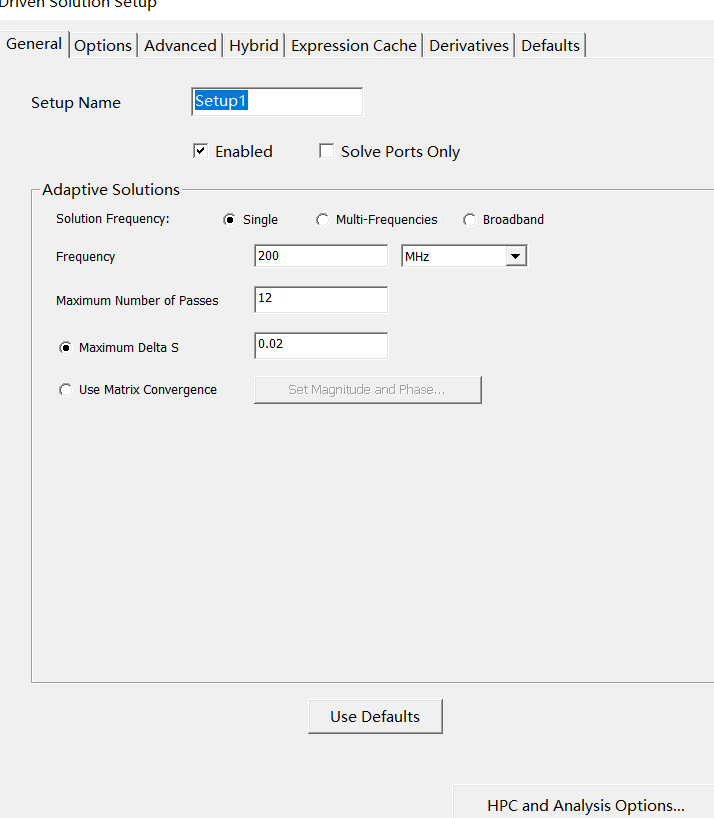 Driven Solution Setup
General Options Advanced Hybrid Expression Cache Derivatives Defaults
Setup Name Setup1
Enabled Solve Ports Only
Adaptive Solutions
Solution Frequency: Single Multi-Frequencies Broadband
Frequency 200 MHz
Maximum Number of Passes 12
Maximum Delta S 0.02
Use Matrix Convergence Set Magnitude and Phase...
Use Defaults
HPC and Analysis Options...